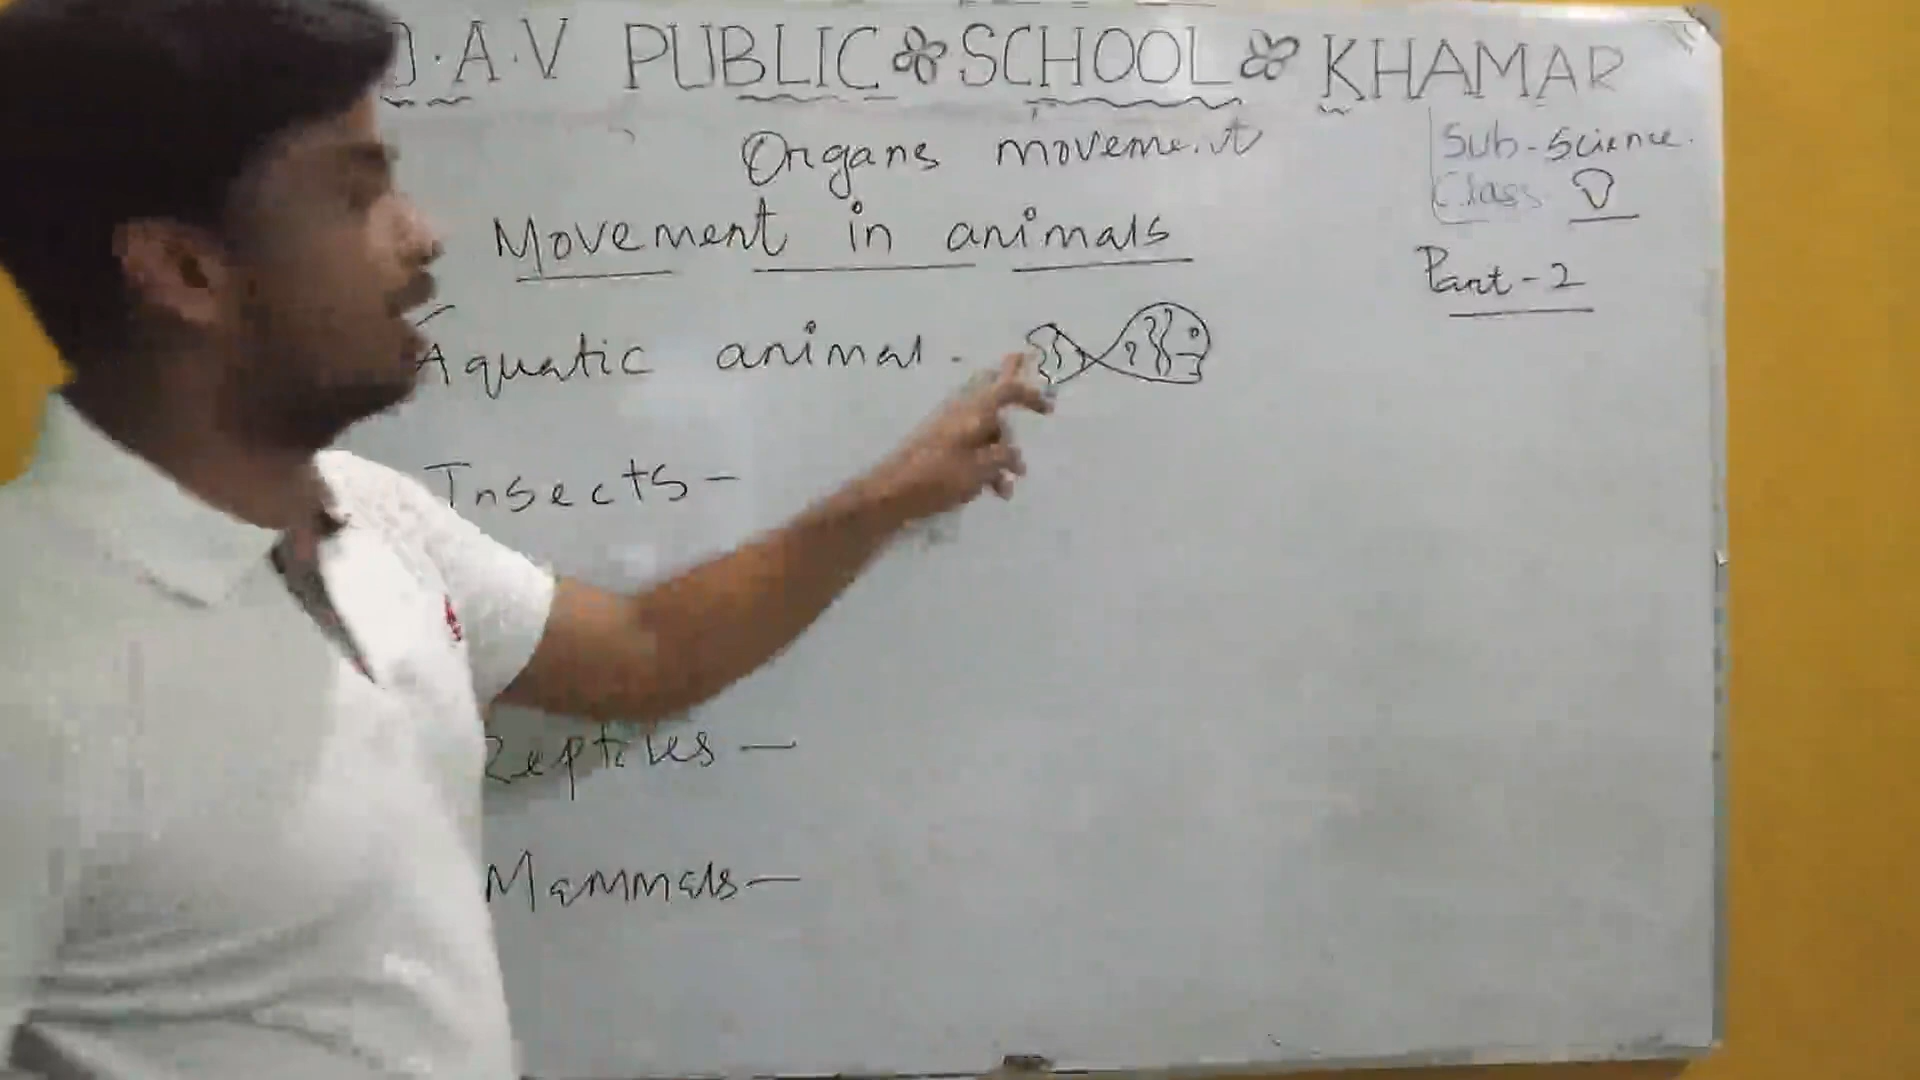 D.A.V PUBLIC SCHOOL KHAMAR
Organs movement
Sub-Science.
Class V
Movement in animals
Part-2
Aquatic animal -
Insects -
Reptiles -
Mammals -